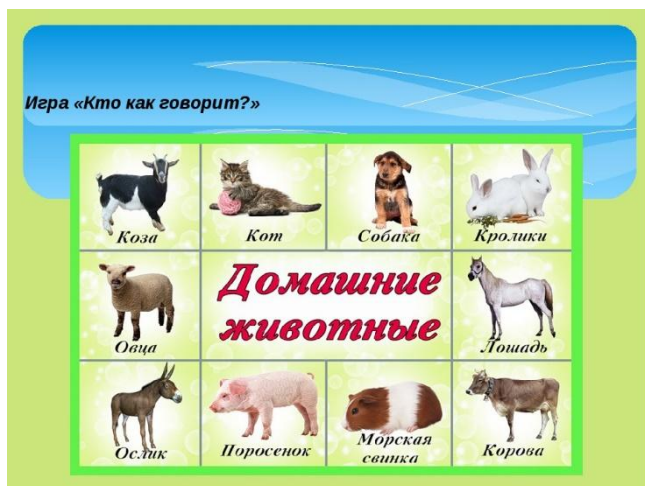 Игра «Кто как говорит?»
Коза
Кот
Собака
Кролики
Овца
Домашние
животные
Лошадь
Ослик
Поросенок
Морская
свинка
Корова